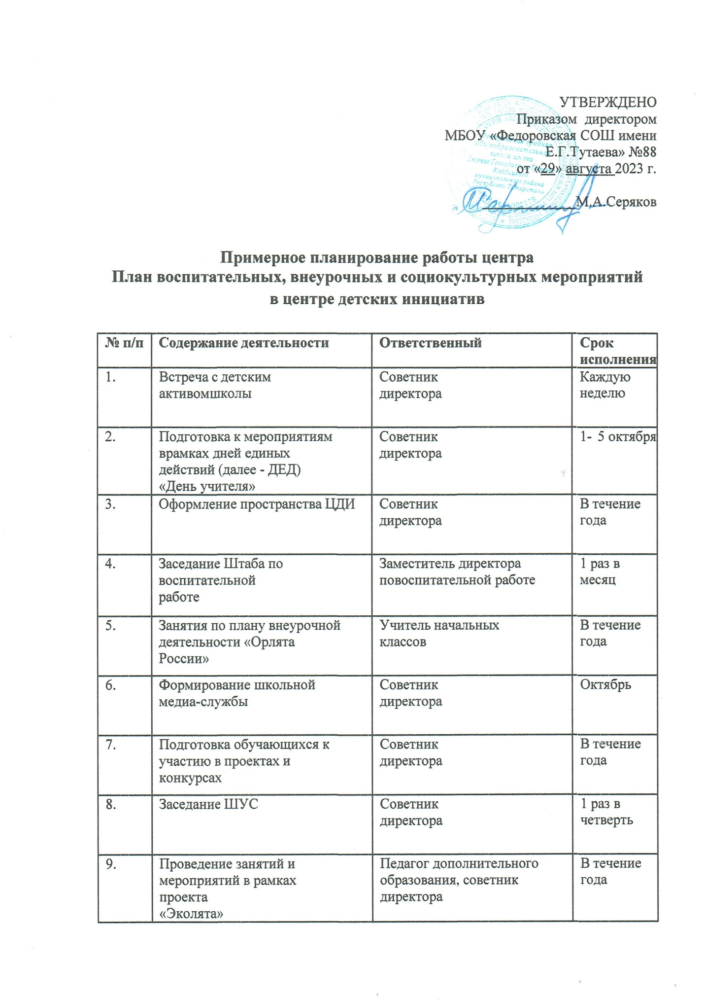 УТВЕРЖДЕНО
Приказом директором
МБОУ «Федоровская СОШ имени
Е.Г.Тутаева» №88
от «29» августа 2023 г.
М.А.Серяков
Примерное планирование работы центра
План воспитательных, внеурочных и социокультурных мероприятий
в центре детских инициатив
№ п/п Содержание деятельности Ответственный Срок
исполнения
1. Встреча с детским Советник Каждую
активомшколы директора неделю
2. Подготовка к мероприятиям Советник 1- 5 октября
врамках дней единых директора
действий (далее - ДЕД)
«День учителя»
3. Оформление пространства ЦДИ Советник В течение
директора года
4. Заседание Штаба по Заместитель директора 1 раз в
воспитательной повоспитательной работе месяц
работе
5. Занятия по плану внеурочной Учитель начальных В течение
деятельности «Орлята классов года
России»
6. Формирование школьной Советник Октябрь
медиа-службы директора
7. Подготовка обучающихся к Советник В течение
участию в проектах и директора года
конкурсах
8. Заседание ШУС Советник 1 раз в
директора четверть
9. Проведение занятий и Педагог дополнительного В течение
мероприятий в рамках образования, советник года
проекта директора
«Эколята»